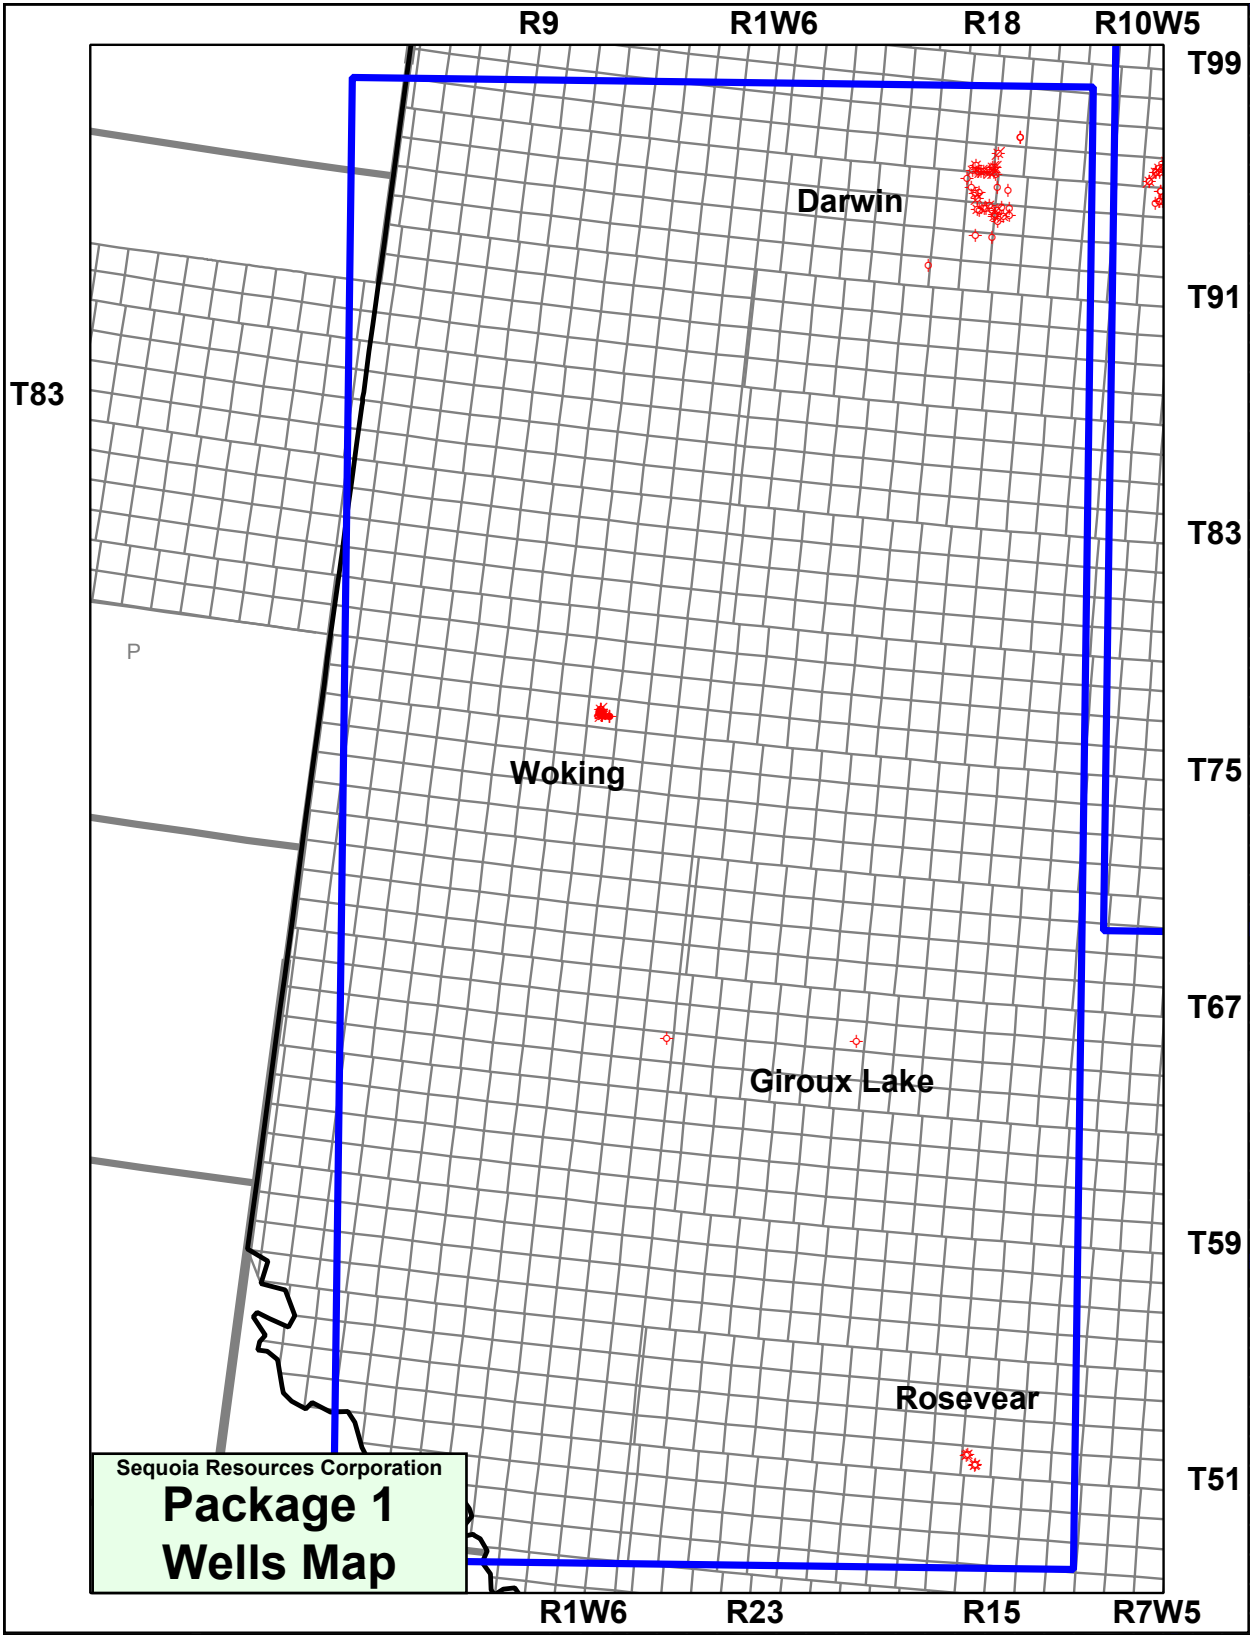 R9 R1W6 R18 R10W5
T99
Darwin
T91
T83
T83
P
Woking
T75
T67
Giroux Lake
T59
Rosevear
Sequoia Resources Corporation
T51
Package 1
Wells Map
R1W6 R23 R15 R7W5